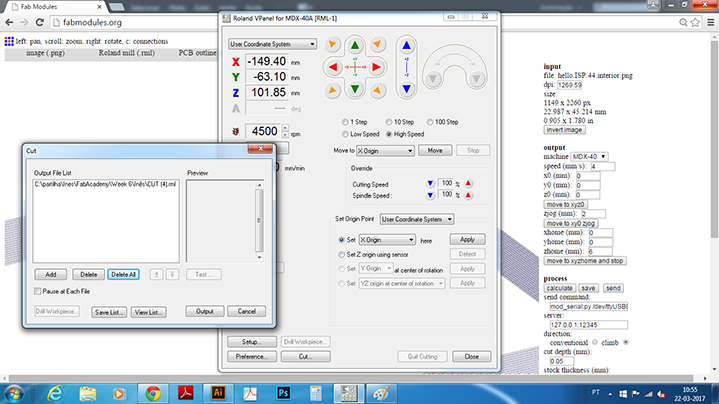 Fab Modules
fabmodules.org
left: pan, scroll: zoom, right: rotate, c: connections
image (.png) Roland mill (.rml) PCB outline
Roland VPanel for MDX-40A [RML-1]
User Coordinate System
X -149.40 mm
Y -63.10 mm
Z 101.85 mm
A --- deg
4500 rpm
mm/min
1 Step 10 Step 100 Step
Low Speed High Speed
Move to X Origin Move Stop
Override
Cutting Speed 100 %
Spindle Speed : 100 %
Set Origin Point User Coordinate System
Set X Origin here Apply
Set Z origin using sensor Detect
Set Y Origin at center of rotation Apply
Set YZ origin at center of rotation Apply
Setup... Drill Workpiece...
Preference... Cut... Quit Cutting Close
Cut
Output File List Preview
C:\partilha\Ines\FabAcademy\Week 6\Inês\CUT (4).rml
Add Delete Delete All Test ...
Pause at Each File
Drill Workpiece... Save List... View List... Output Cancel
input
file: hello.ISP.44.interior.png
dpi: 1269.59
size:
1149 x 2260 px
22.987 x 45.214 mm
0.905 x 1.780 in
invert image
output
machine MDX-40
speed (mm/s): 4
x0 (mm): 0
y0 (mm): 0
z0 (mm): 0
move to xyz0
zjog (mm): 2
move to xy0 zjog
xhome (mm): 0
yhome (mm): 0
zhome (mm): 6
move to xyzhome and stop
process
calculate save send
send command:
mod_serial.py /dev/ttyUSB0
server:
127.0.0.1:12345
direction:
conventional climb
cut depth (mm):
0.05
stock thickness (mm):
PT 10:55
22-03-2017